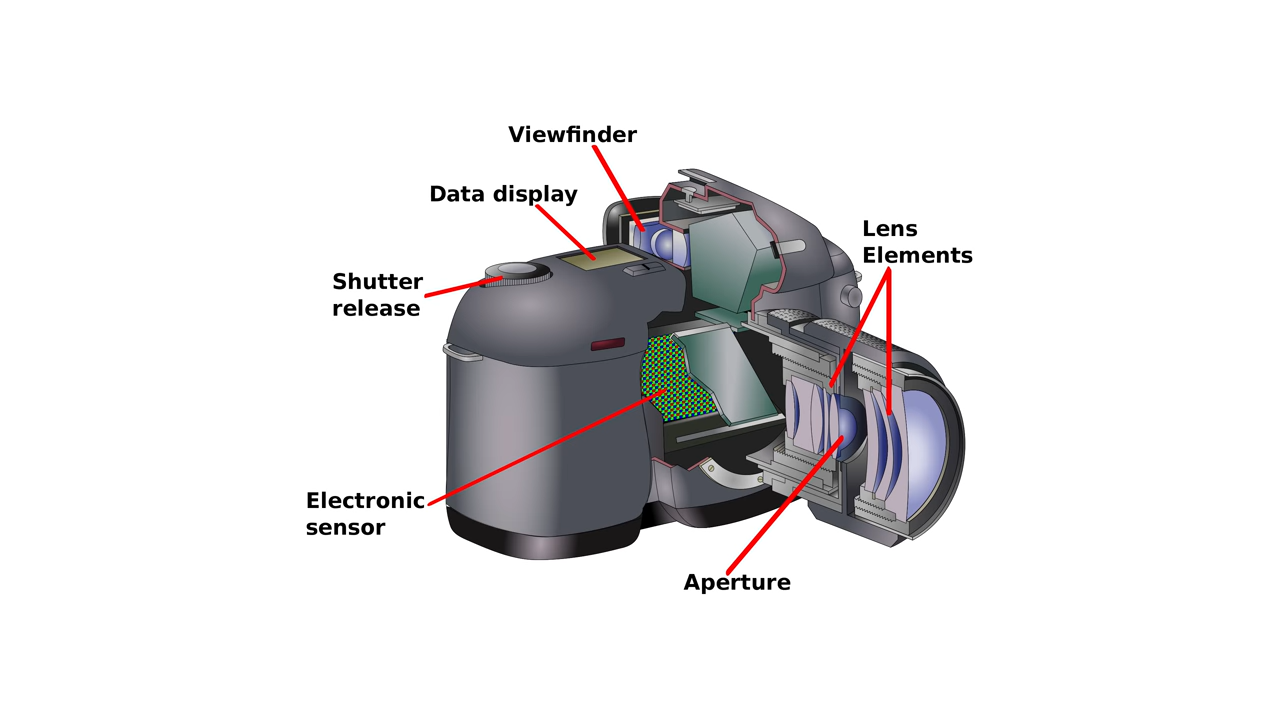 Viewfinder
Data display
Lens
Elements
Shutter
release
Electronic
sensor
Aperture